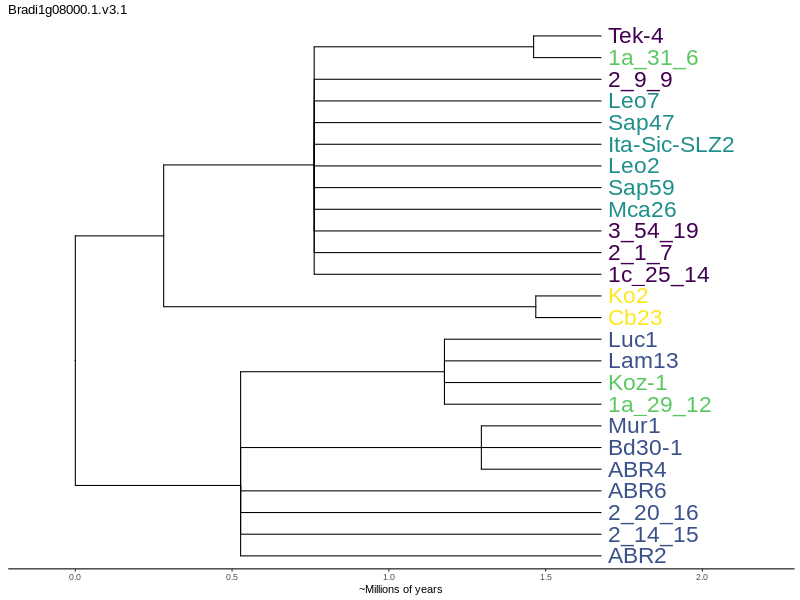 Bradi1g08000.1.v3.1
Tek-4
1a_31_6
2_9_9
Leo7
Sap47
Ita-Sic-SLZ2
Leo2
Sap59
Mca26
3_54_19
2_1_7
1c_25_14
Ko2
Cb23
Luc1
Lam13
Koz-1
1a_29_12
Mur1
Bd30-1
ABR4
ABR6
2_20_16
2_14_15
ABR2
0.0 0.5 1.0 1.5 2.0
~Millions of years